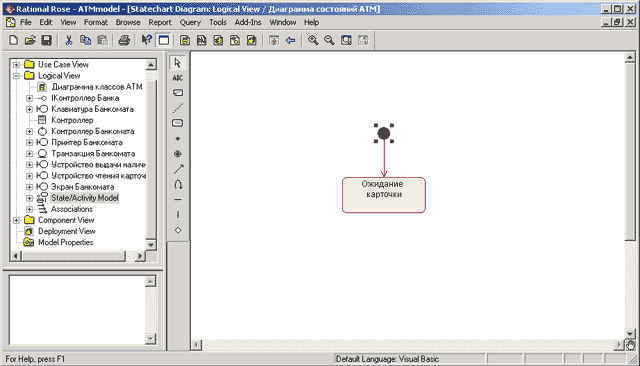 Rational Rose - ATMmodel - [Statechart Diagram: Logical View / Диаграмма состояний ATM]
File Edit View Format Browse Report Query Tools Add-Ins Window Help
Use Case View
Logical View
Диаграмма классов ATM
IКонтроллер Банка
Клавиатура Банкомата
Контроллер
Контроллер Банкомата
Принтер Банкомата
Транзакция Банкомата
Устройство выдачи налич
Устройство чтения карточ
Экран Банкомата
State/Activity Model
Associations
Component View
Deployment View
Model Properties
ABC
Ожидание
карточки
For Help, press F1
Default Language: Visual Basic